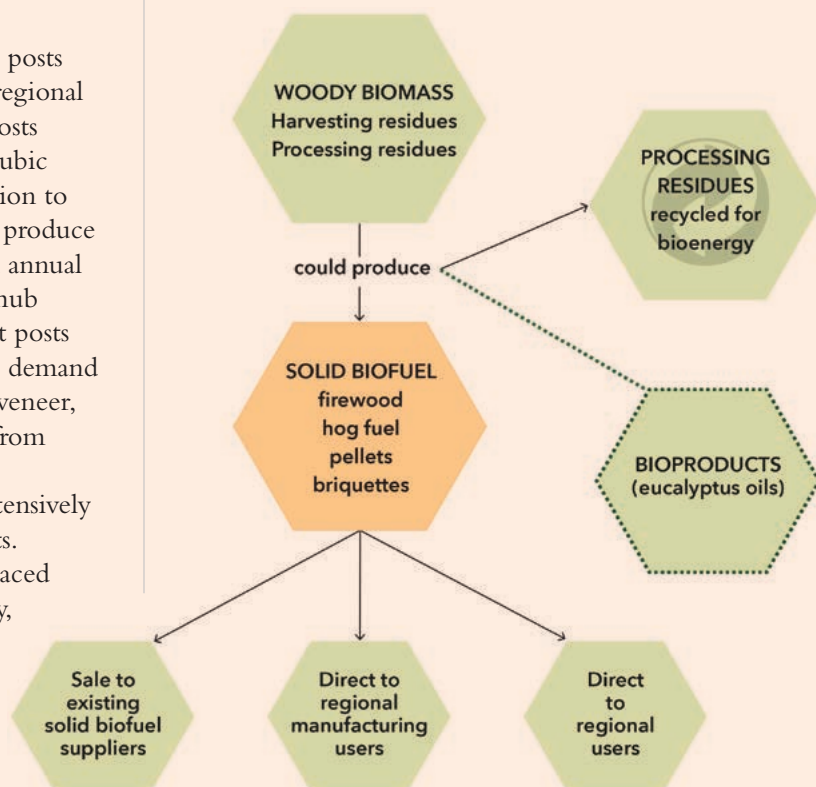 posts
regional
osts
ubic
ion to
produce
annual
hub
t posts
demand
veneer,
from
tensively
ts.
aced
y,
WOODY BIOMASS
Harvesting residues
Processing residues
could produce
PROCESSING
RESIDUES
recycled for
bioenergy
SOLID BIOFUEL
firewood
hog fuel
pellets
briquettes
BIOPRODUCTS
(eucalyptus oils)
Sale to
existing
solid biofuel
suppliers
Direct to
regional
manufacturing
users
Direct
to
regional
users